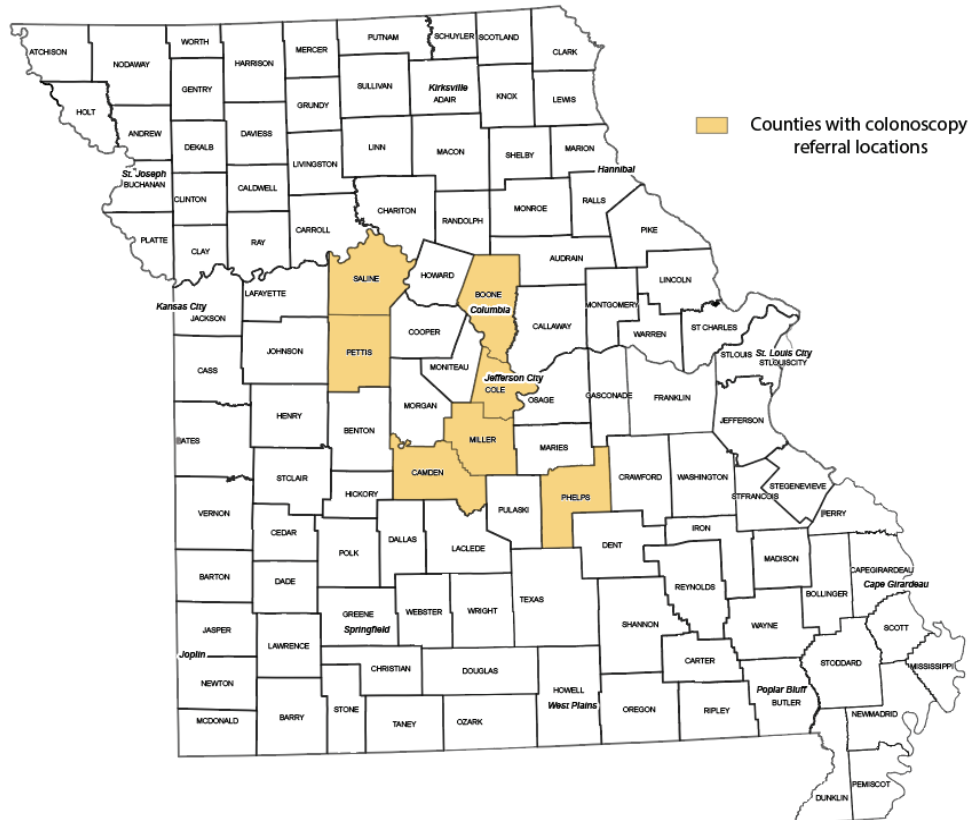 ATCHISON
NODAWAY
WORTH
HARRISON
MERCER
PUTNAM
SCHUYLER
SCOTLAND
CLARK
HOLT
GENTRY
GRUNDY
SULLIVAN
Kirksville
ADAIR
KNOX
LEWIS
ANDREW
DEKALB
DAVIESS
LIVINGSTON
LINN
MACON
SHELBY
MARION
Hannibal
Counties with colonoscopy
referral locations
St. Joseph
BUCHANAN
CLINTON
CALDWELL
CHARITON
RANDOLPH
MONROE
RALLS
PIKE
PLATTE
CLAY
RAY
CARROLL
SALINE
HOWARD
BOONE
Columbia
AUDRAIN
LINCOLN
Kansas City
JACKSON
LAFAYETTE
COOPER
CALLAWAY
MONTGOMERY
WARREN
ST CHARLES
CASS
JOHNSON
PETTIS
MONITEAU
Jefferson City
COLE
OSAGE
GASCONADE
FRANKLIN
STLOUIS
St. Louis City
STLOUISCITY
JEFFERSON
HENRY
BENTON
MORGAN
MILLER
MARIES
BATES
STCLAIR
HICKORY
CAMDEN
PULASKI
PHELPS
CRAWFORD
WASHINGTON
STFRANCOIS
STEGENEVIEVE
PERRY
VERNON
CEDAR
POLK
DALLAS
LACLEDE
DENT
IRON
MADISON
BOLLINGER
CAPEGIRARDEAU
Cape Girardeau
BARTON
DADE
GREENE
Springfield
WEBSTER
WRIGHT
TEXAS
SHANNON
REYNOLDS
WAYNE
SCOTT
JASPER
Joplin
LAWRENCE
CHRISTIAN
DOUGLAS
CARTER
STODDARD
MISSISSIPPI
NEWTON
MCDONALD
BARRY
STONE
TANEY
OZARK
HOWELL
West Plains
OREGON
RIPLEY
Poplar Bluff
BUTLER
NEWMADRID
PEMISCOT
DUNKLIN